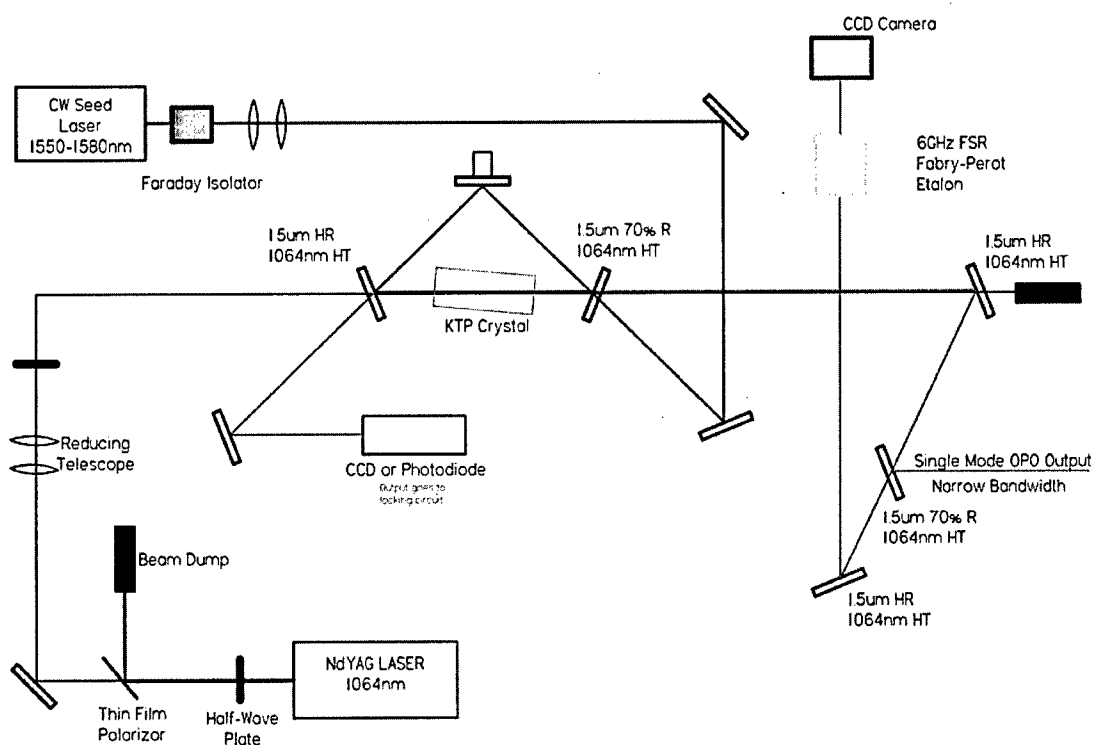 CCD Camera
CW Seed
Laser
1550-1580nm
Faraday Isolator
6GHz FSR
Fabry-Perot
Etalon
1.5um HR
1064nm HT
1.5um 70% R
1064nm HT
1.5um HR
1064nm HT
KTP Crystal
Reducing
Telescope
CCD or Photodiode
Output goes to
locking circuit
Single Mode OPO Output
Narrow Bandwidth
1.5um 70% R
1064nm HT
Beam Dump
1.5um HR
1064nm HT
NdYAG LASER
1064nm
Thin Film
Polarizor
Half-Wave
Plate